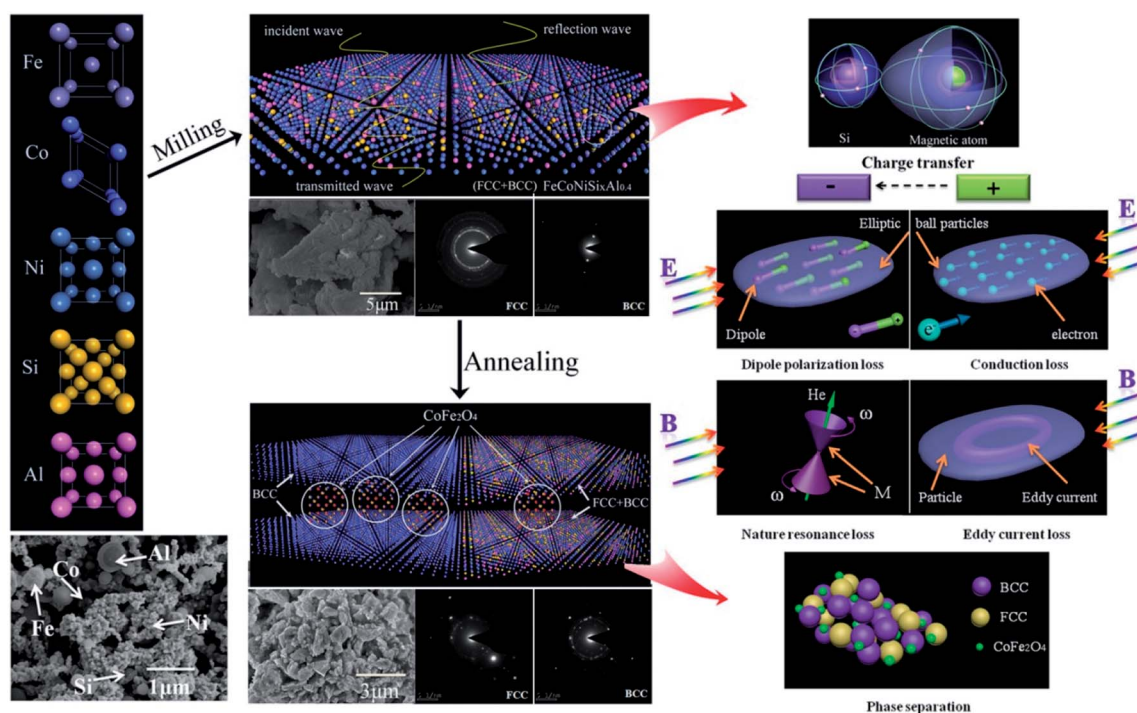 Fe
Co
Ni
Si
Al
Al
Co
Fe
Ni
Si
1μm
Milling
incident wave
reflection wave
transmitted wave
(FCC+BCC) FeCoNiSixAl0.4
5μm
FCC
BCC
Annealing
CoFe2O4
BCC
FCC+BCC
3μm
FCC
BCC
Si
Magnetic atom
Charge transfer
- +
Elliptic ball particles
E
E
Dipole
e-
electron
Dipole polarization loss
Conduction loss
B
B
He
ω
ω
M
Particle
Eddy current
Nature resonance loss
Eddy current loss
BCC
FCC
CoFe2O4
Phase separation